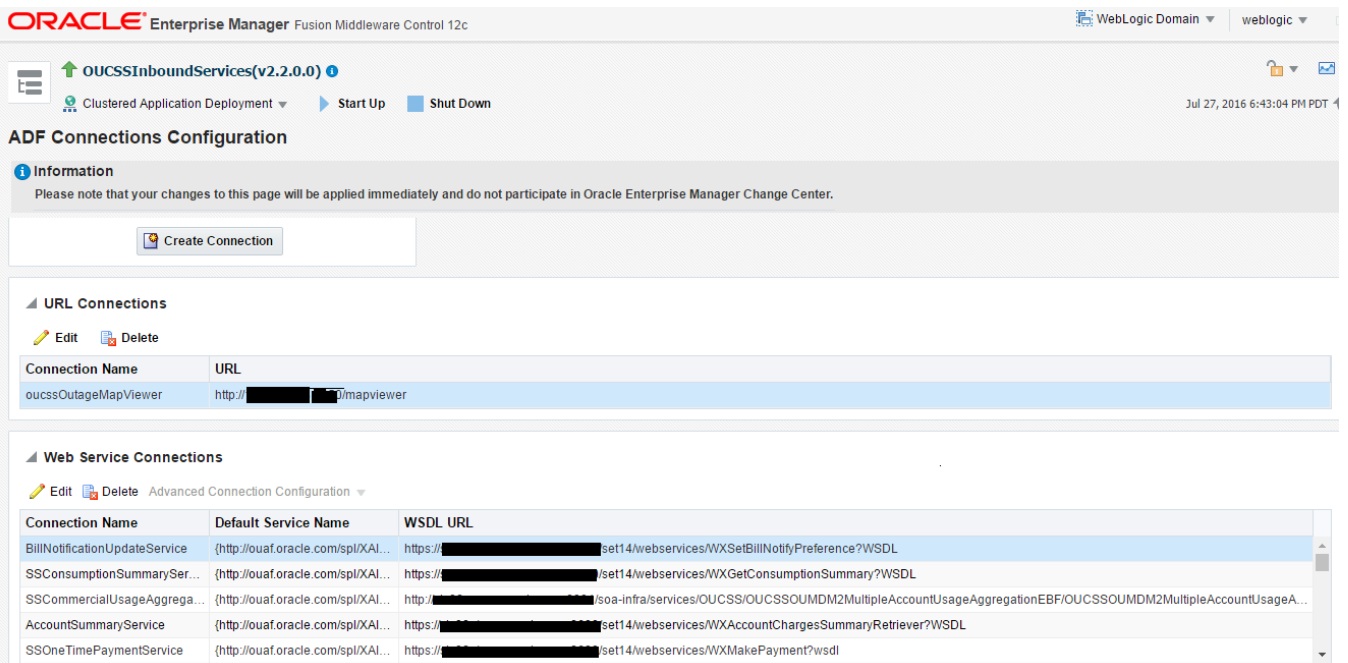 ORACLE Enterprise Manager Fusion Middleware Control 12c WebLogic Domain weblogic
OUCSSInboundServices(v2.2.0.0)
Clustered Application Deployment Start Up Shut Down Jul 27, 2016 6:43:04 PM PDT
ADF Connections Configuration
Information
Please note that your changes to this page will be applied immediately and do not participate in Oracle Enterprise Manager Change Center.
Create Connection
URL Connections
Edit Delete
Connection Name URL
oucssOutageMapViewer http:// /mapviewer
Web Service Connections
Edit Delete Advanced Connection Configuration
Connection Name Default Service Name WSDL URL
BillNotificationUpdateService {http://ouaf.oracle.com/spl/XAI... https:// /set14/webservices/WXSetBillNotifyPreference?WSDL
SSConsumptionSummarySer... {http://ouaf.oracle.com/spl/XAI... https:// /set14/webservices/WXGetConsumptionSummary?WSDL
SSCommercialUsageAggrega... {http://ouaf.oracle.com/spl/XAI... http:// /soa-infra/services/OUCSS/OUCSSOUMDM2MultipleAccountUsageAggregationEBF/OUCSSOUMDM2MultipleAccountUsageA...
AccountSummaryService {http://ouaf.oracle.com/spl/XAI... https:// set14/webservices/WXAccountChargesSummaryRetriever?WSDL
SSOneTimePaymentService {http://ouaf.oracle.com/spl/XAI... https:// /set14/webservices/WXMakePayment?wsdl